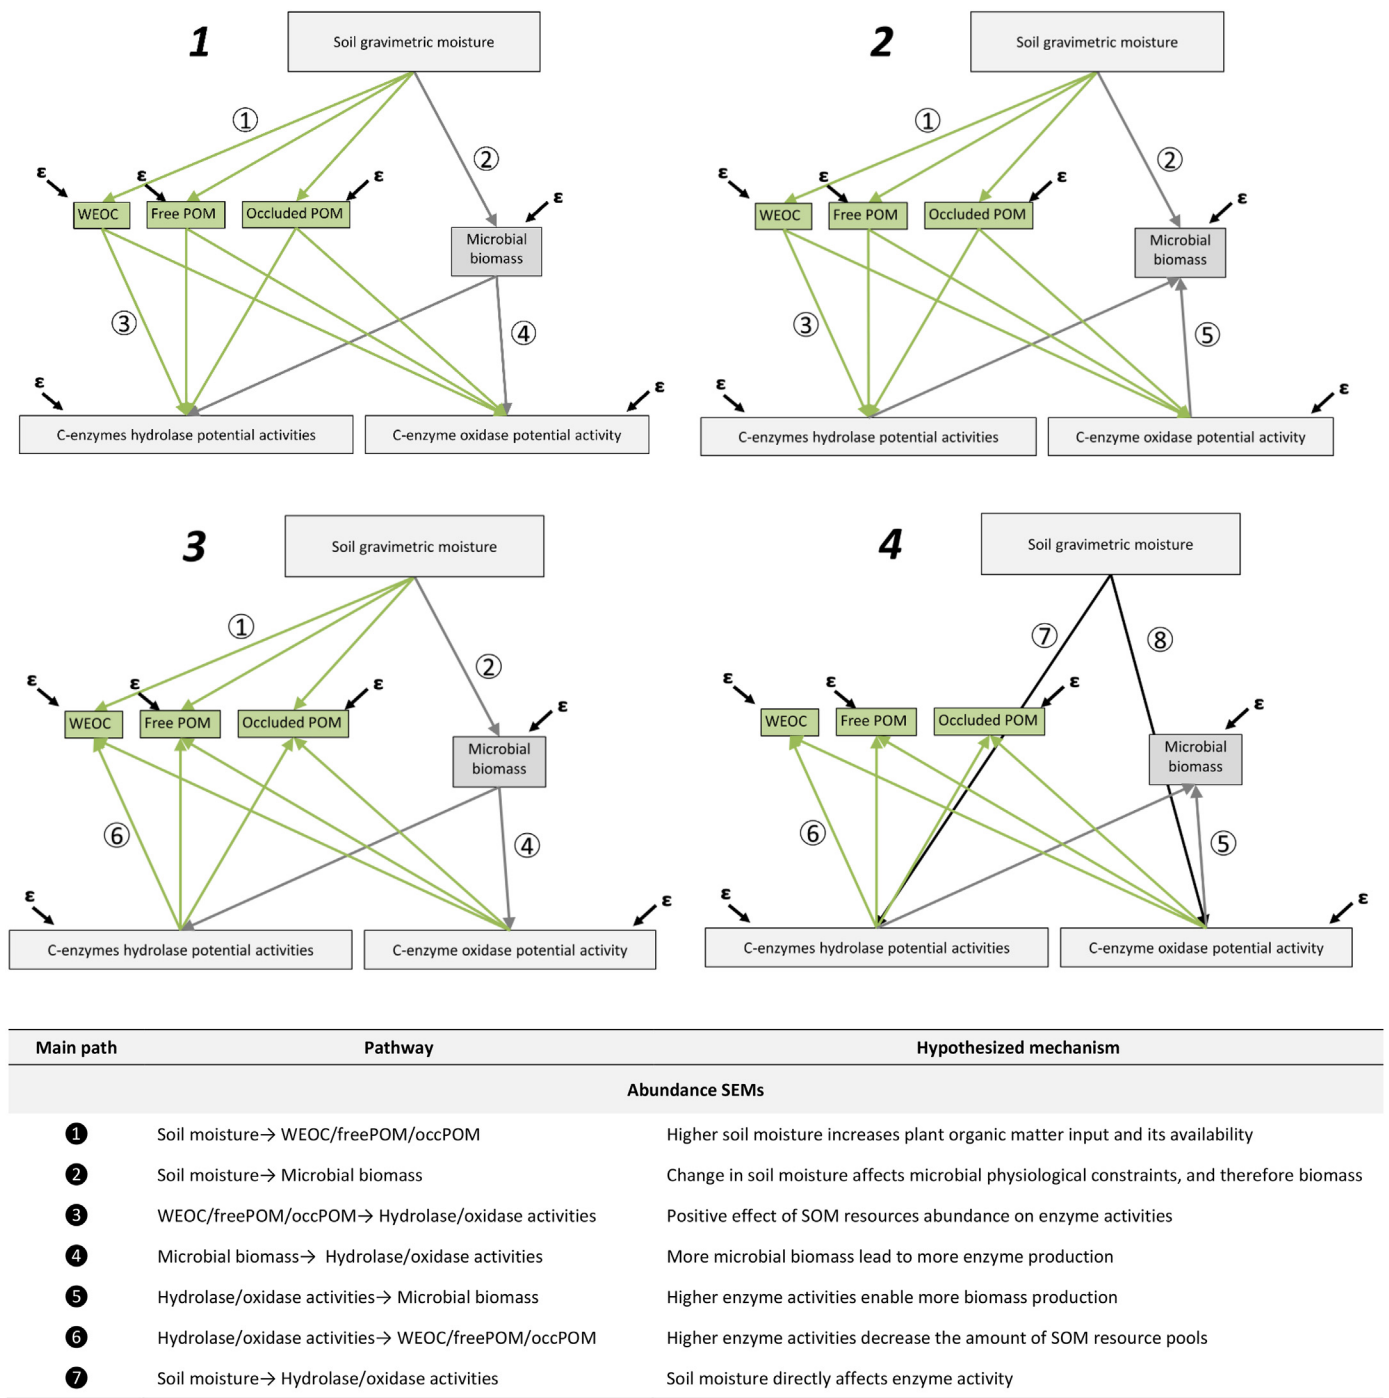 1
Soil gravimetric moisture
①
②
ε
ε
ε
ε
WEOC
Free POM
Occluded POM
Microbial
biomass
③
④
ε
ε
C-enzymes hydrolase potential activities
C-enzyme oxidase potential activity
2
Soil gravimetric moisture
①
②
ε
ε
ε
ε
WEOC
Free POM
Occluded POM
Microbial
biomass
③
⑤
ε
ε
C-enzymes hydrolase potential activities
C-enzyme oxidase potential activity
3
Soil gravimetric moisture
①
②
ε
ε
ε
ε
WEOC
Free POM
Occluded POM
Microbial
biomass
⑥
④
ε
ε
C-enzymes hydrolase potential activities
C-enzyme oxidase potential activity
4
Soil gravimetric moisture
⑦
⑧
ε
ε
ε
ε
WEOC
Free POM
Occluded POM
Microbial
biomass
⑥
⑤
ε
ε
C-enzymes hydrolase potential activities
C-enzyme oxidase potential activity
Main path Pathway Hypothesized mechanism
Abundance SEMs
❶ Soil moisture→ WEOC/freePOM/occPOM Higher soil moisture increases plant organic matter input and its availability
❷ Soil moisture→ Microbial biomass Change in soil moisture affects microbial physiological constraints, and therefore biomass
❸ WEOC/freePOM/occPOM→ Hydrolase/oxidase activities Positive effect of SOM resources abundance on enzyme activities
❹ Microbial biomass→ Hydrolase/oxidase activities More microbial biomass lead to more enzyme production
❺ Hydrolase/oxidase activities→ Microbial biomass Higher enzyme activities enable more biomass production
❻ Hydrolase/oxidase activities→ WEOC/freePOM/occPOM Higher enzyme activities decrease the amount of SOM resource pools
❼ Soil moisture→ Hydrolase/oxidase activities Soil moisture directly affects enzyme activity